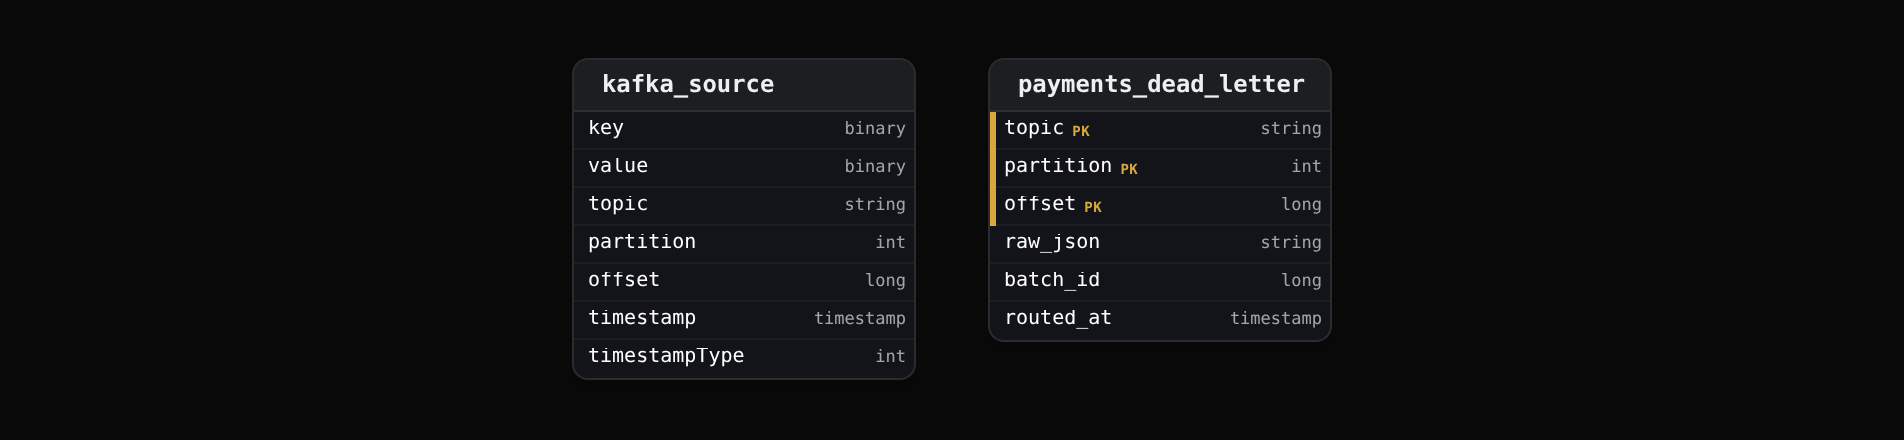 kafka_source
key binary
value binary
topic string
partition int
offset long
timestamp timestamp
timestampType int
payments_dead_letter
topic PK string
partition PK int
offset PK long
raw_json string
batch_id long
routed_at timestamp